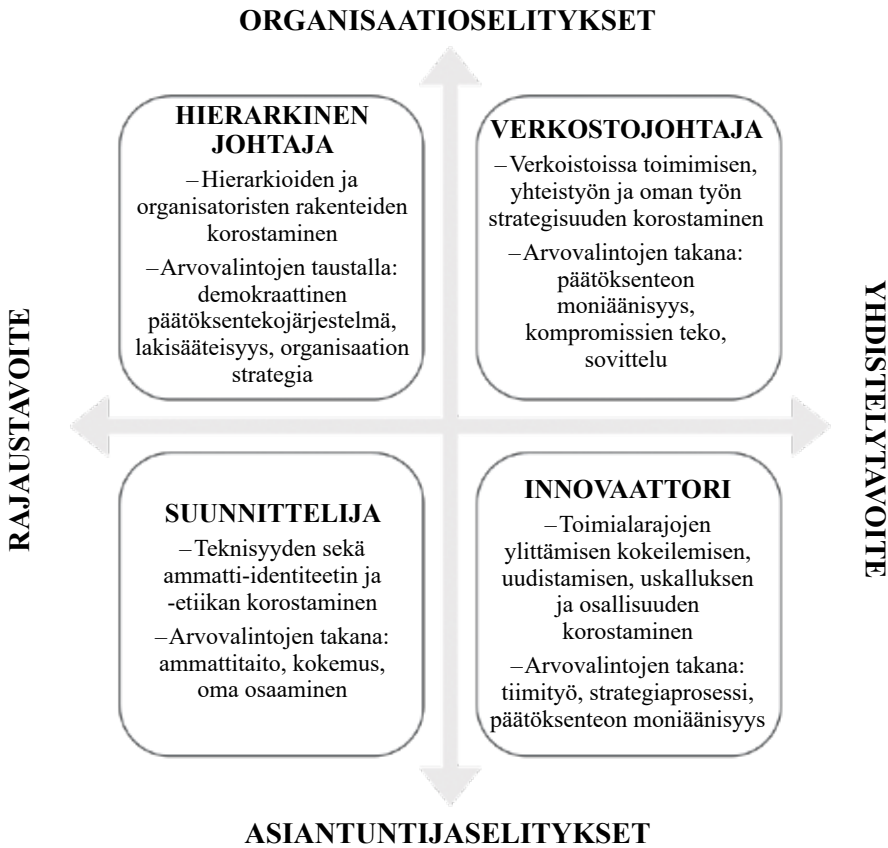 ORGANISAATIOSELITYKSET
HIERARKINEN
JOHTAJA
–Hierarkioiden ja
organisatoristen rakenteiden
korostaminen
–Arvovalintojen taustalla:
demokraattinen
päätöksentekojärjestelmä,
lakisääteisyys, organisaation
strategia
VERKOSTOJOHTAJA
–Verkoistoissa toimimisen,
yhteistyön ja oman työn
strategisuuden korostaminen
–Arvovalintojen takana:
päätöksenteon
moniäänisyys,
kompromissien teko,
sovittelu
RAJAUSTAVOITE
YHDISTELYTAVOITE
SUUNNITTELIJA
–Teknisyyden sekä
ammatti-identiteetin ja
-etiikan korostaminen
–Arvovalintojen takana:
ammattitaito, kokemus,
oma osaaminen
INNOVAATTORI
–Toimialarajojen
ylittämisen kokeilemisen,
uudistamisen, uskalluksen
ja osallisuuden
korostaminen
–Arvovalintojen takana:
tiimityö, strategiaprosessi,
päätöksenteon moniäänisyys
ASIANTUNTIJASELITYKSET